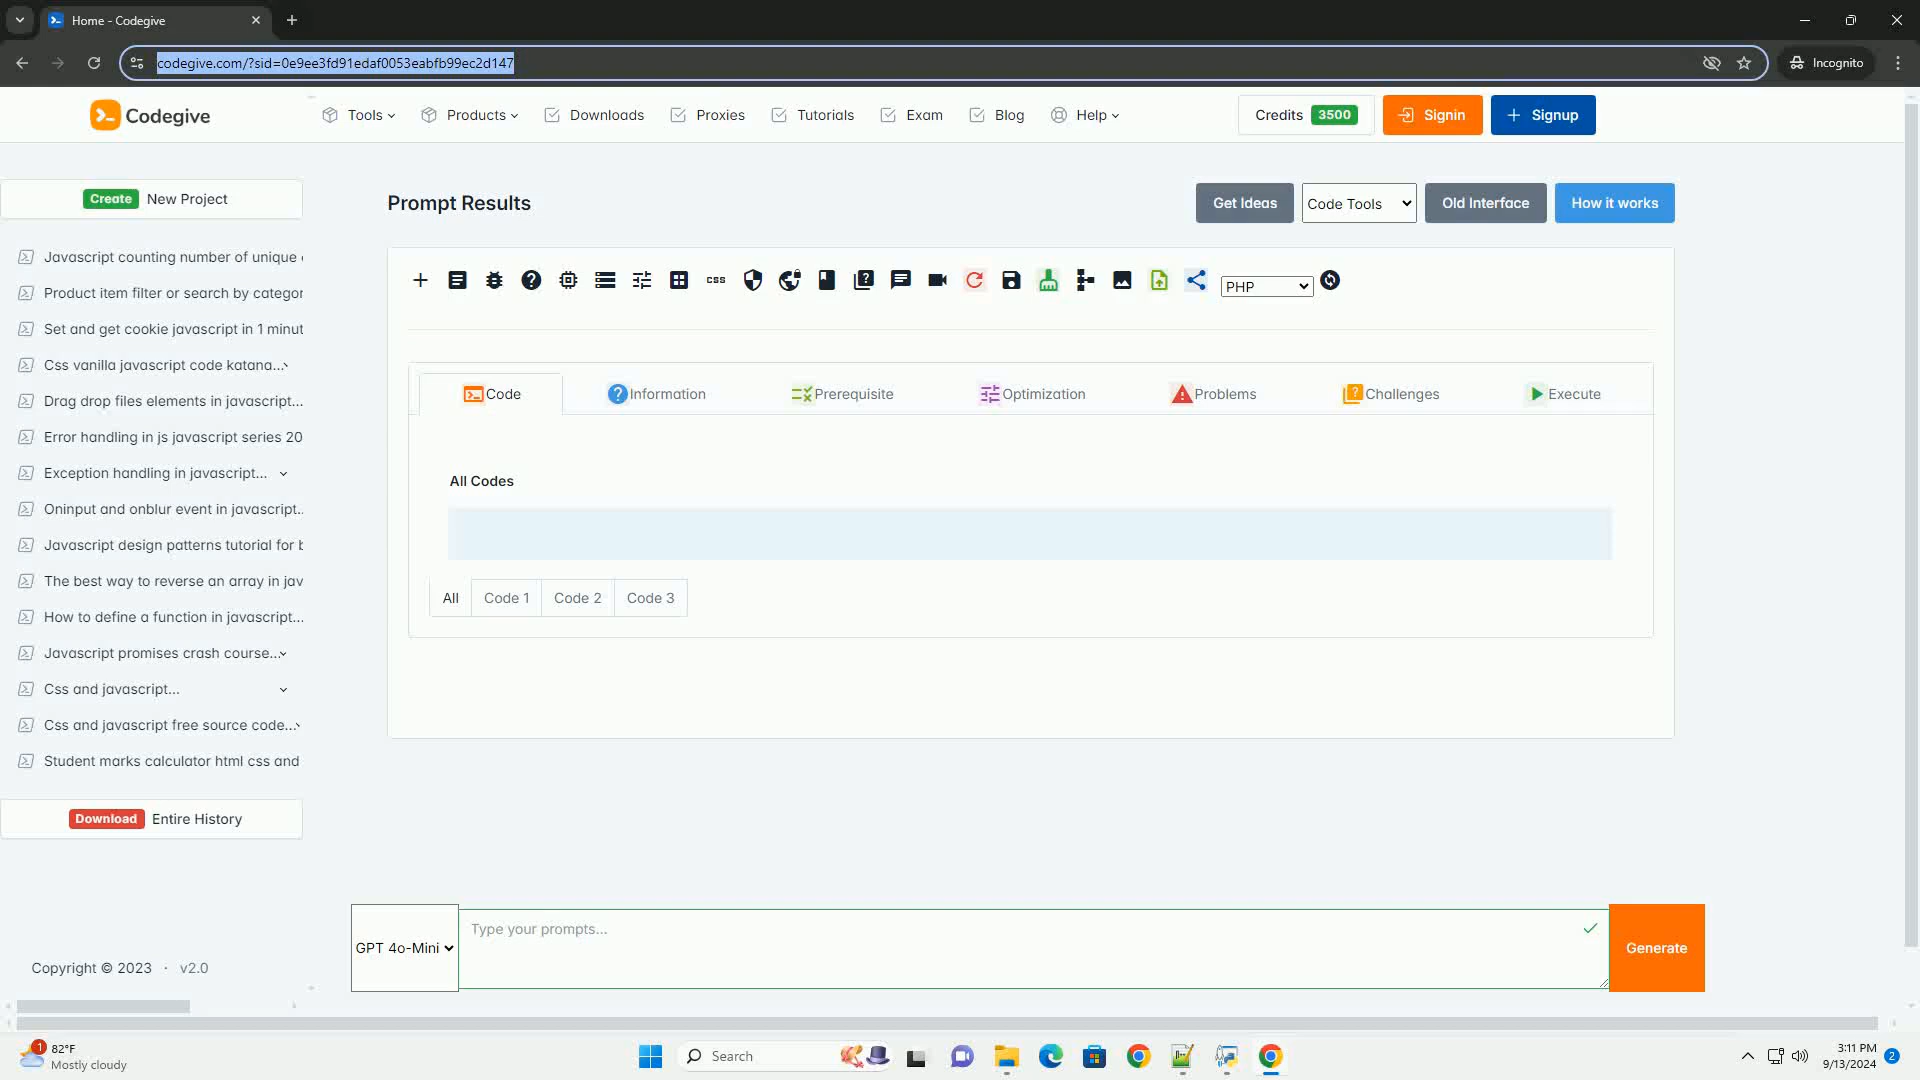 Home - Codegive
codegive.com/?sid=0e9ee3fd91edaf0053eabfb99ec2d147
Incognito
Codegive
Tools
Products
Downloads
Proxies
Tutorials
Exam
Blog
Help
Credits 3500
Signin
Signup
Create New Project
Prompt Results
Get Ideas
Code Tools
Old Interface
How it works
Javascript counting number of unique
Product item filter or search by categor
Set and get cookie javascript in 1 minut
Css vanilla javascript code katana...
Drag drop files elements in javascript...
Error handling in js javascript series 20
Exception handling in javascript...
Oninput and onblur event in javascript..
Javascript design patterns tutorial for b
The best way to reverse an array in jav
How to define a function in javascript...
Javascript promises crash course...
Css and javascript...
Css and javascript free source code...
Student marks calculator html css and
Download Entire History
css
PHP
Code
Information
Prerequisite
Optimization
Problems
Challenges
Execute
All Codes
All
Code 1
Code 2
Code 3
GPT 4o-Mini
Type your prompts...
Generate
Copyright © 2023 · v2.0
1
82°F
Mostly cloudy
Search
3:11 PM
9/13/2024
2